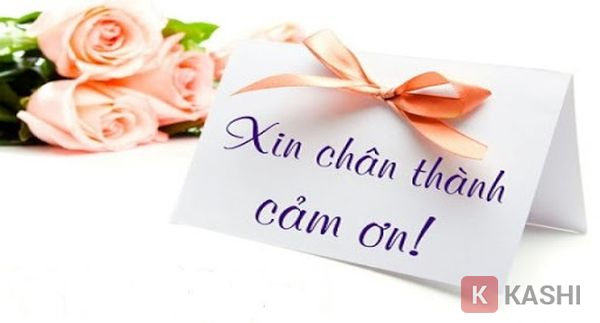 Xin chân thành
cảm ơn!
K KASHI